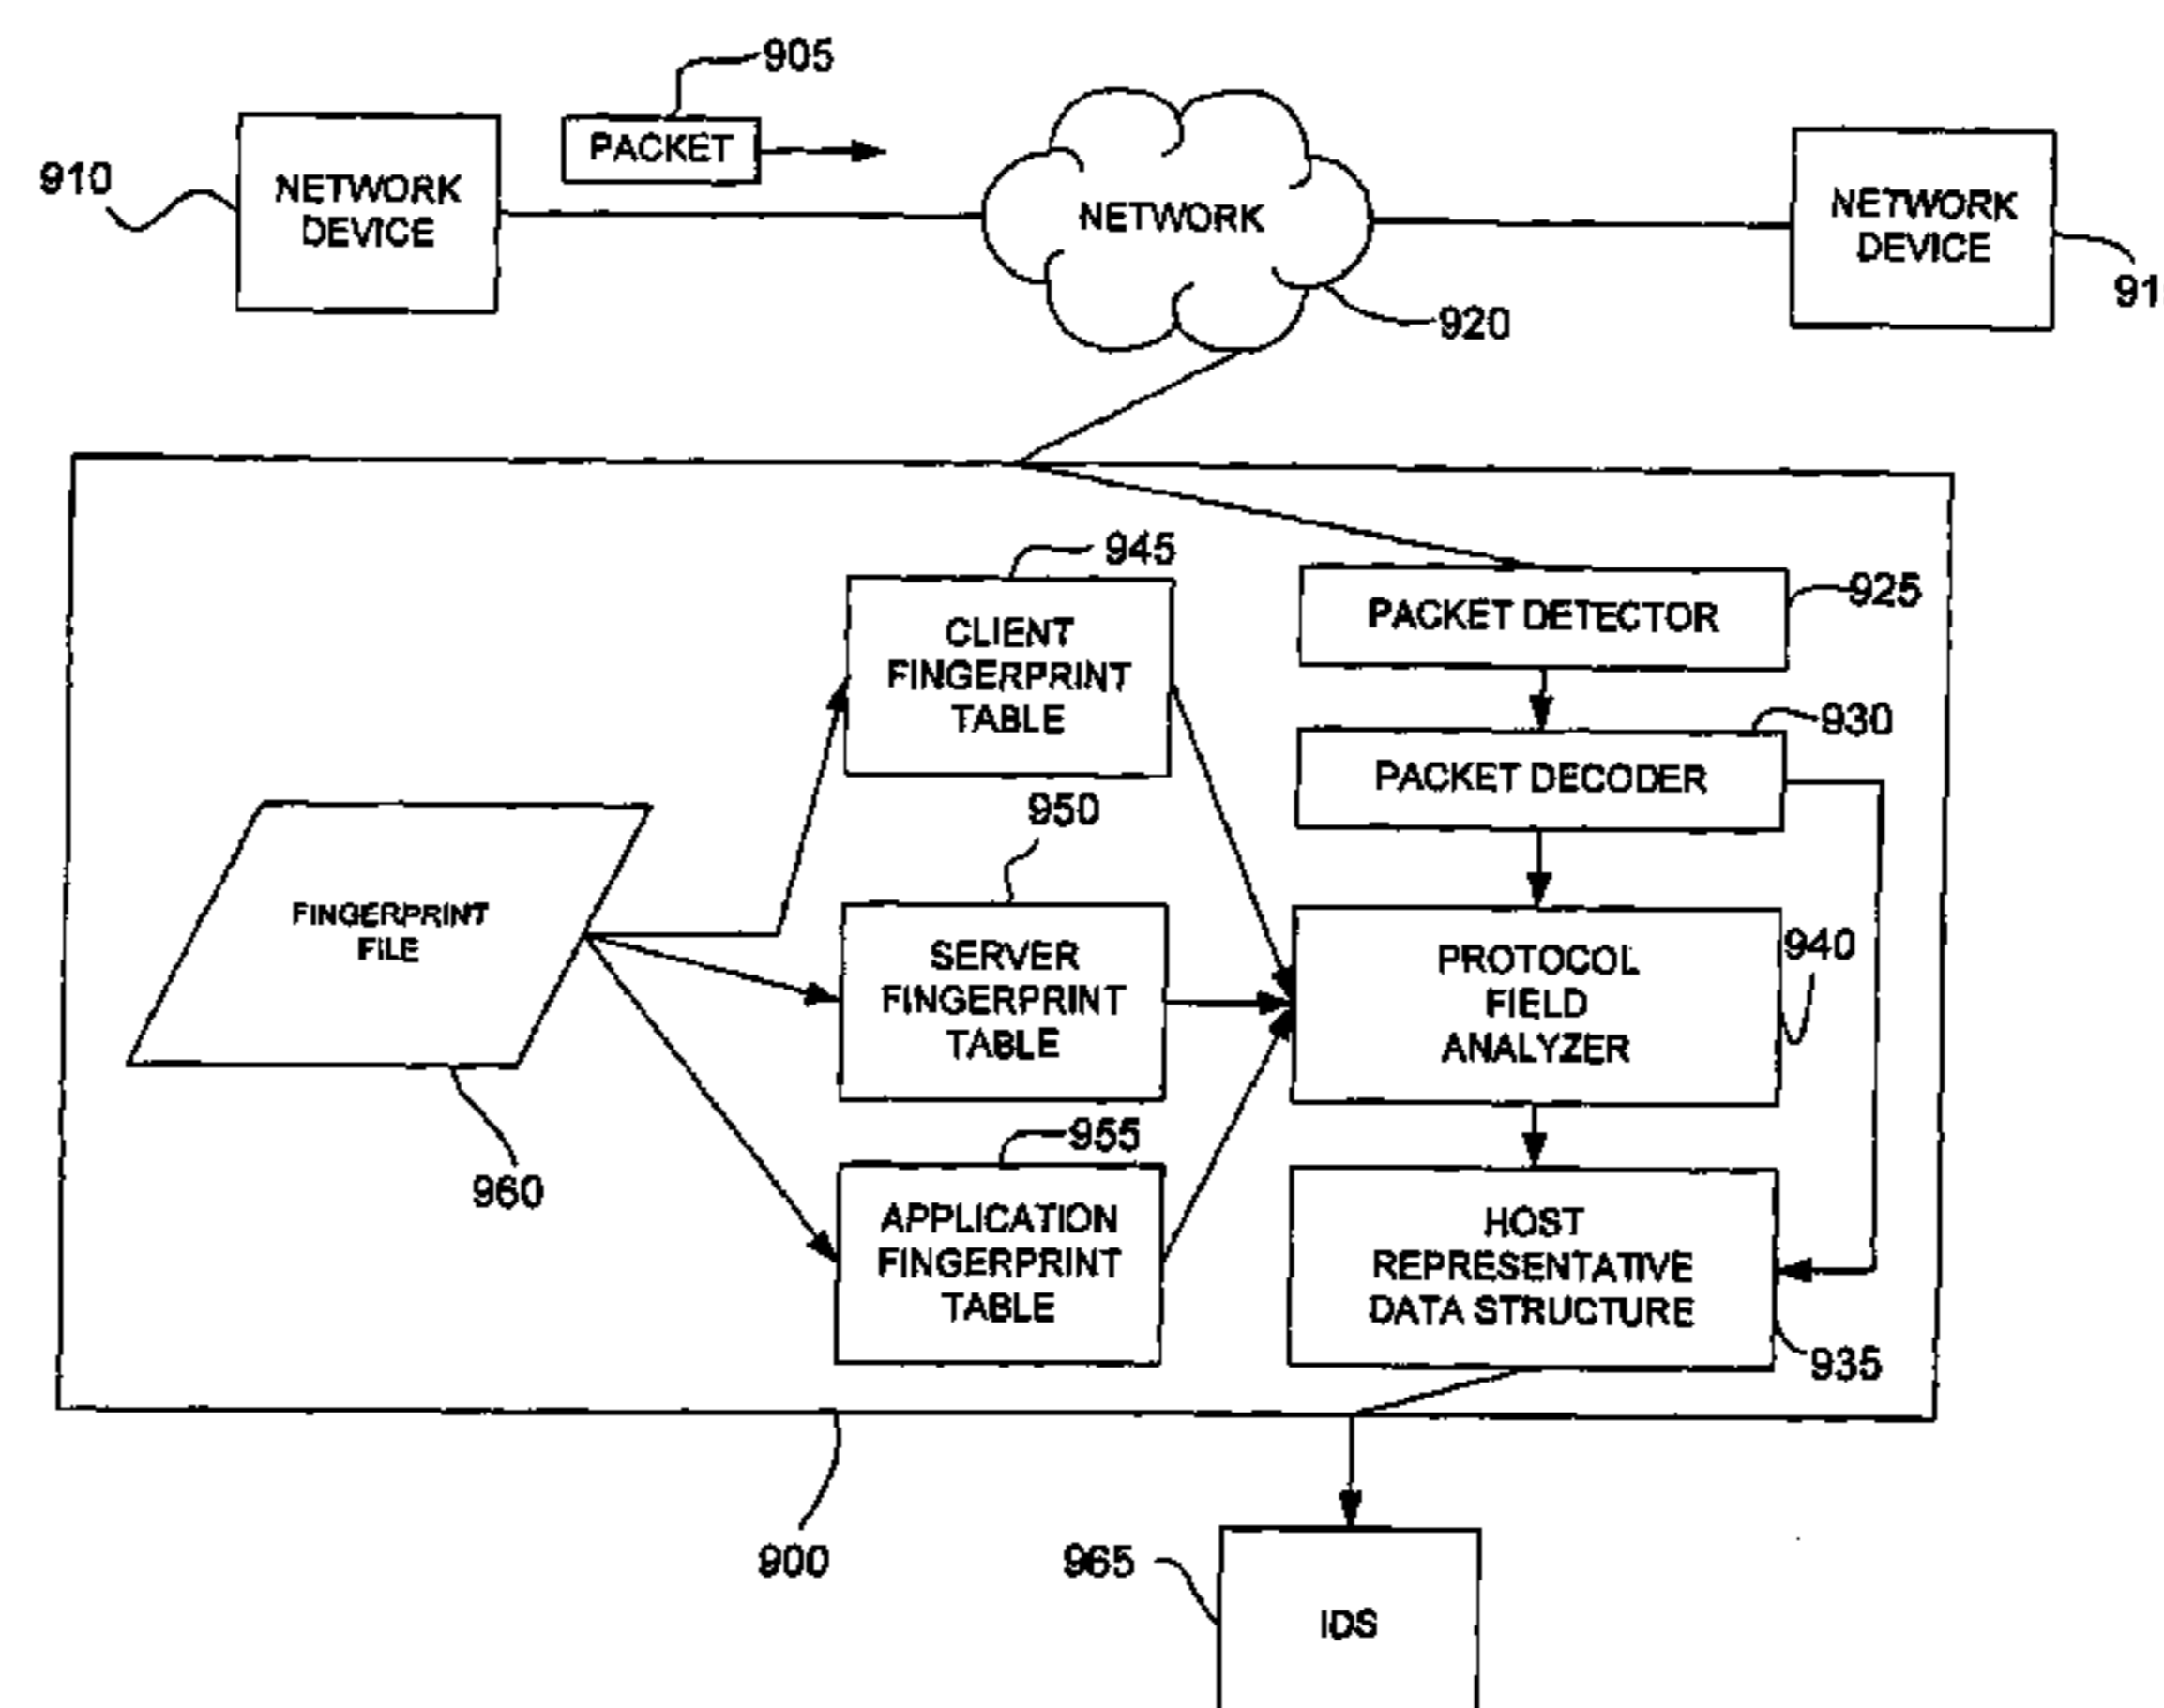 905
PACKET
910
NETWORK
DEVICE
NETWORK
920
NETWORK
DEVICE
91
945
CLIENT
FINGERPRINT
TABLE
PACKET DETECTOR
925
930
PACKET DECODER
950
FINGERPRINT
FILE
960
SERVER
FINGERPRINT
TABLE
PROTOCOL
FIELD
ANALYZER
940
955
APPLICATION
FINGERPRINT
TABLE
HOST
REPRESENTATIVE
DATA STRUCTURE
935
900
965
IDS